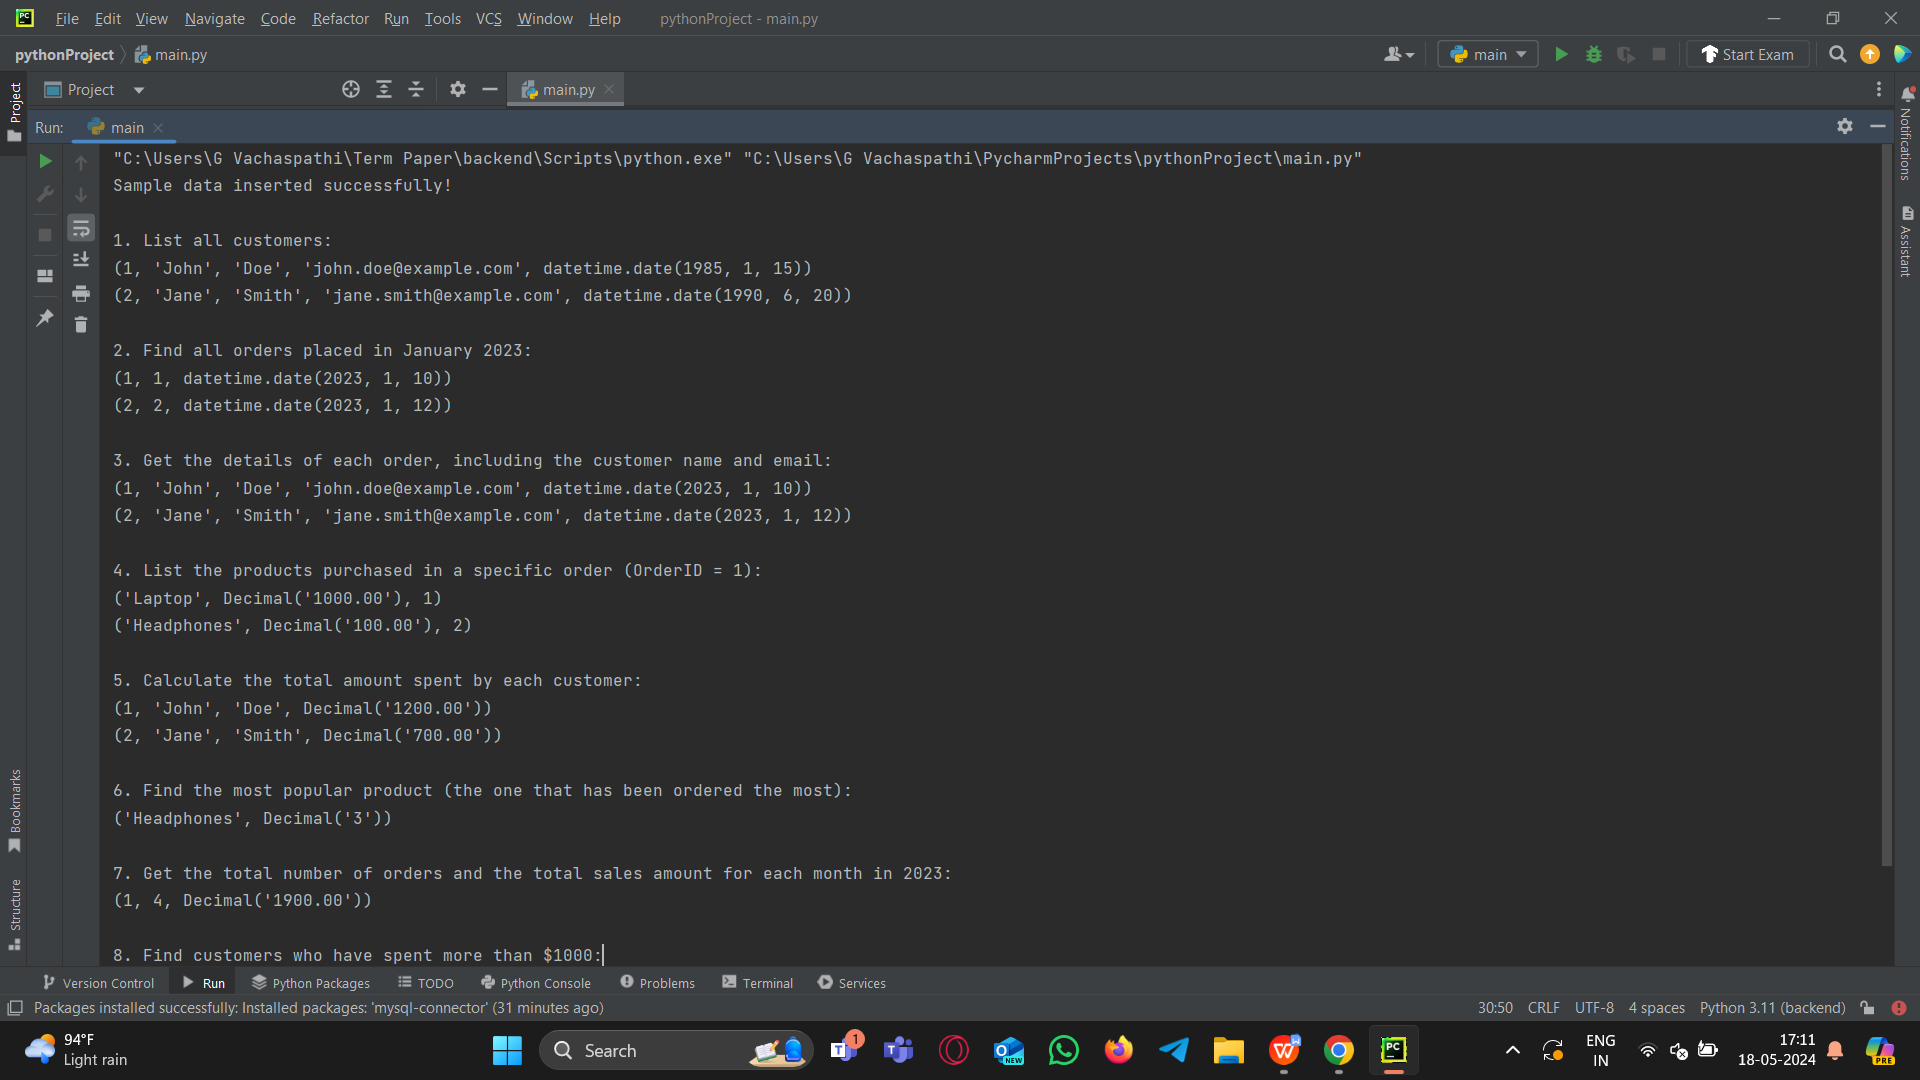 PC File Edit View Navigate Code Refactor Run Tools VCS Window Help pythonProject - main.py
pythonProject main.py main Start Exam
Project main.py
Run: main
"C:\Users\G Vachaspathi\Term Paper\backend\Scripts\python.exe" "C:\Users\G Vachaspathi\PycharmProjects\pythonProject\main.py"
Sample data inserted successfully!
1. List all customers:
(1, 'John', 'Doe', 'john.doe@example.com', datetime.date(1985, 1, 15))
(2, 'Jane', 'Smith', 'jane.smith@example.com', datetime.date(1990, 6, 20))
2. Find all orders placed in January 2023:
(1, 1, datetime.date(2023, 1, 10))
(2, 2, datetime.date(2023, 1, 12))
3. Get the details of each order, including the customer name and email:
(1, 'John', 'Doe', 'john.doe@example.com', datetime.date(2023, 1, 10))
(2, 'Jane', 'Smith', 'jane.smith@example.com', datetime.date(2023, 1, 12))
4. List the products purchased in a specific order (OrderID = 1):
('Laptop', Decimal('1000.00'), 1)
('Headphones', Decimal('100.00'), 2)
5. Calculate the total amount spent by each customer:
(1, 'John', 'Doe', Decimal('1200.00'))
(2, 'Jane', 'Smith', Decimal('700.00'))
6. Find the most popular product (the one that has been ordered the most):
('Headphones', Decimal('3'))
7. Get the total number of orders and the total sales amount for each month in 2023:
(1, 4, Decimal('1900.00'))
8. Find customers who have spent more than $1000:
Project
Bookmarks
Structure
Notifications
Assistant
Version Control Run Python Packages TODO Python Console Problems Terminal Services
Packages installed successfully: Installed packages: 'mysql-connector' (31 minutes ago) 30:50 CRLF UTF-8 4 spaces Python 3.11 (backend)
94°F
Light rain
Search
1
NEW
PC
ENG
IN
17:11
18-05-2024
PRE